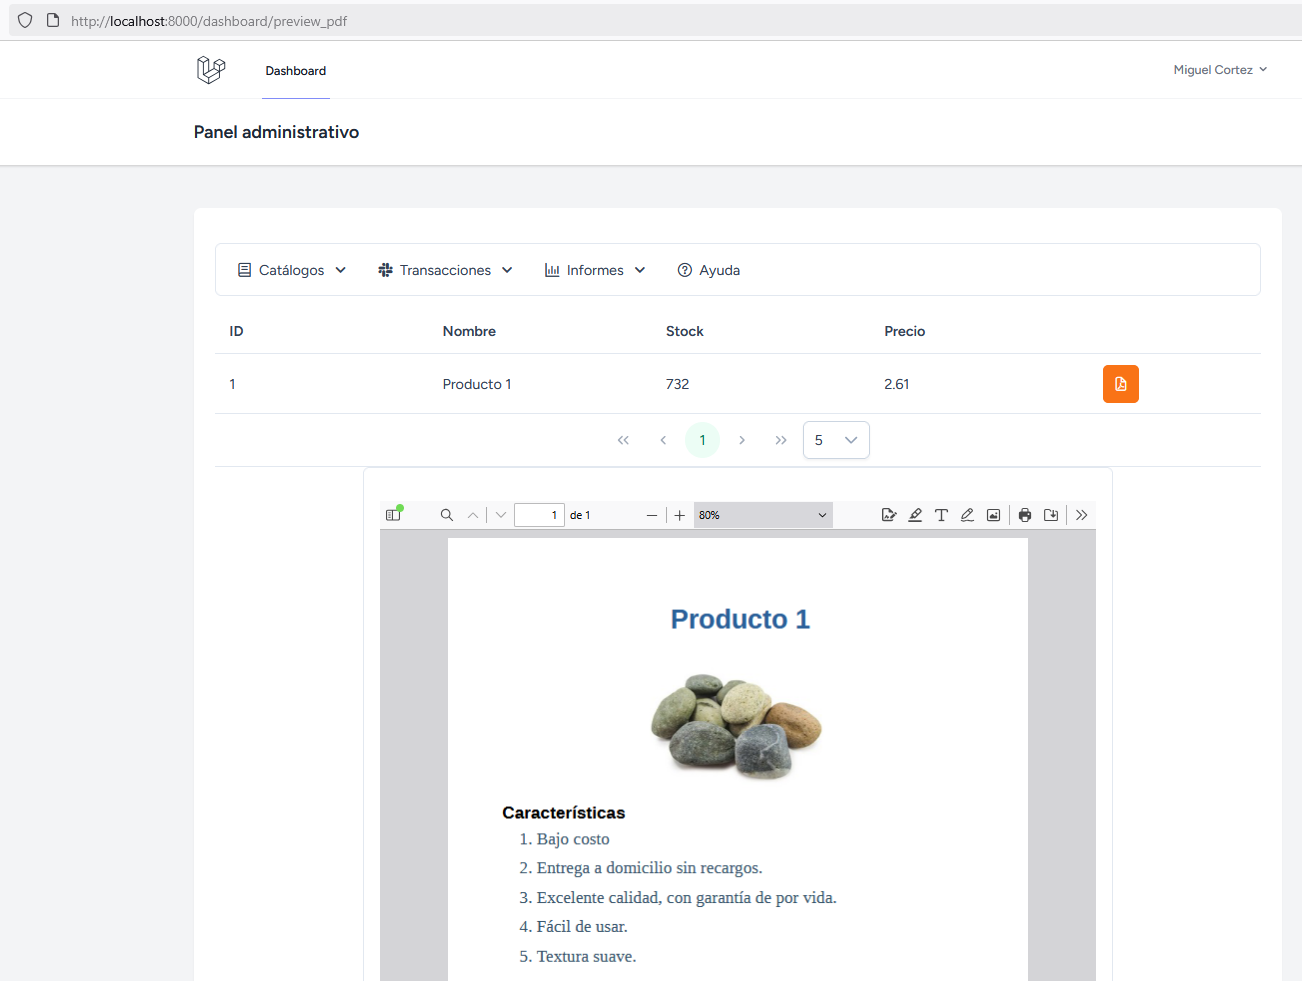 http://localhost:8000/dashboard/preview_pdf
Dashboard
Miguel Cortez
Panel administrativo
Catálogos Transacciones Informes Ayuda
ID Nombre Stock Precio
1 Producto 1 732 2.61
1 5
1 de 1 80%
Producto 1
Características
1. Bajo costo
2. Entrega a domicilio sin recargos.
3. Excelente calidad, con garantía de por vida.
4. Fácil de usar.
5. Textura suave.